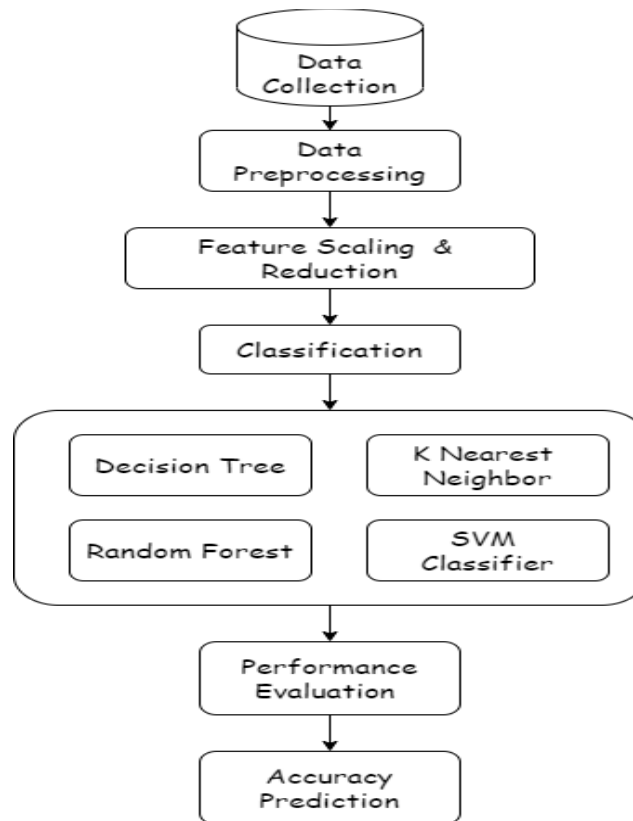 Data
Collection
Data
Preprocessing
Feature Scaling &
Reduction
Classification
Decision Tree
K Nearest
Neighbor
Random Forest
SVM
Classifier
Performance
Evaluation
Accuracy
Prediction